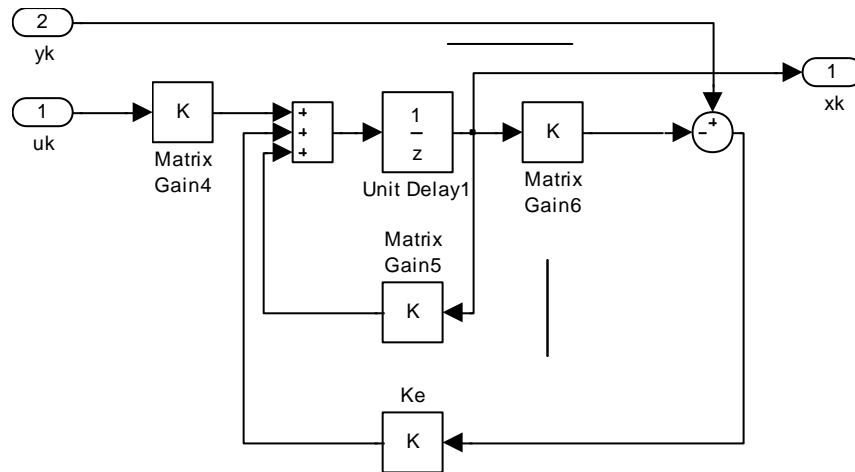 2
yk
1
uk
K
Matrix
Gain4
+
+
+
1
z
Unit Delay1
K
Matrix
Gain6
+
-
1
xk
Matrix
Gain5
K
Ke
K